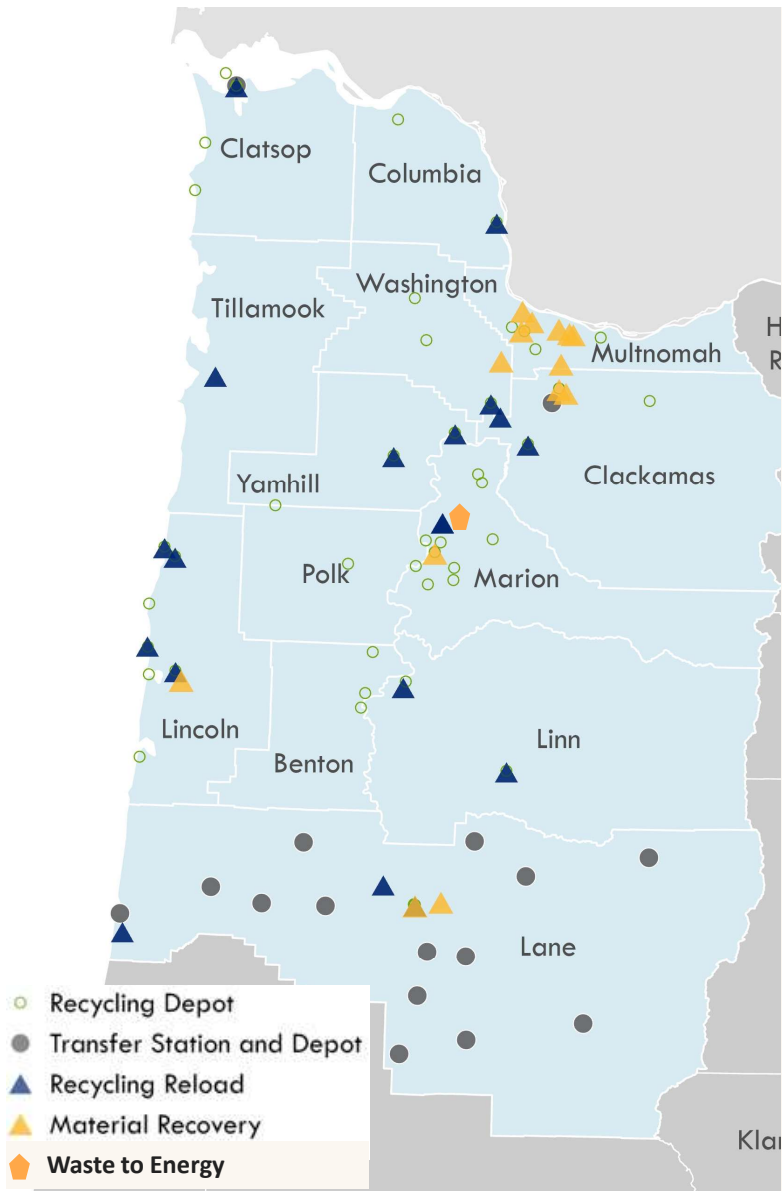 Clatsop
Columbia
Washington
Tillamook
H
R
Multnomah
Yamhill
Clackamas
Polk
Marion
Lincoln
Linn
Benton
Lane
Recycling Depot
Transfer Station and Depot
Recycling Reload
Material Recovery
Klar
Waste to Energy